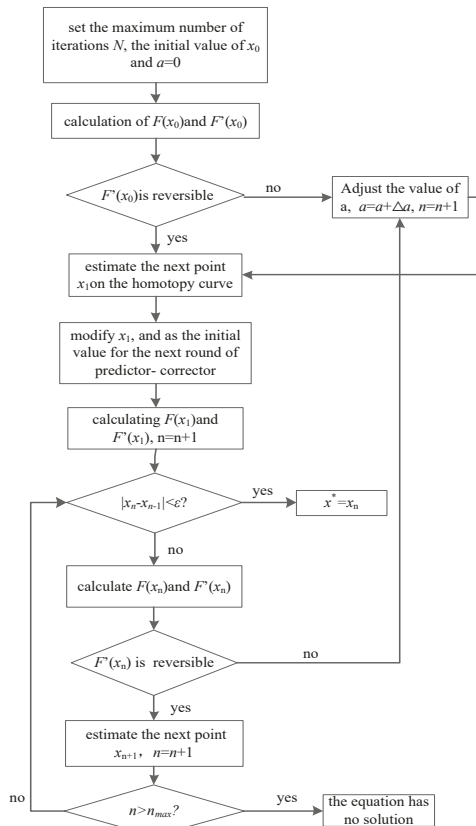 set the maximum number of
iterations N, the initial value of x0
and a=0
calculation of F(x0)and F’(x0)
F’(x0)is reversible
no
Adjust the value of
a, a=a+△a, n=n+1
yes
estimate the next point
x1on the homotopy curve
modify x1, and as the initial
value for the next round of
predictor- corrector
calculating F(x1)and
F’(x1), n=n+1
|xn-xn-1|<ε?
yes
x*=xn
no
calculate F(xn)and F’(xn)
F’(xn) is reversible
no
yes
estimate the next point
xn+1, n=n+1
no
n>nmax?
yes
the equation has
no solution